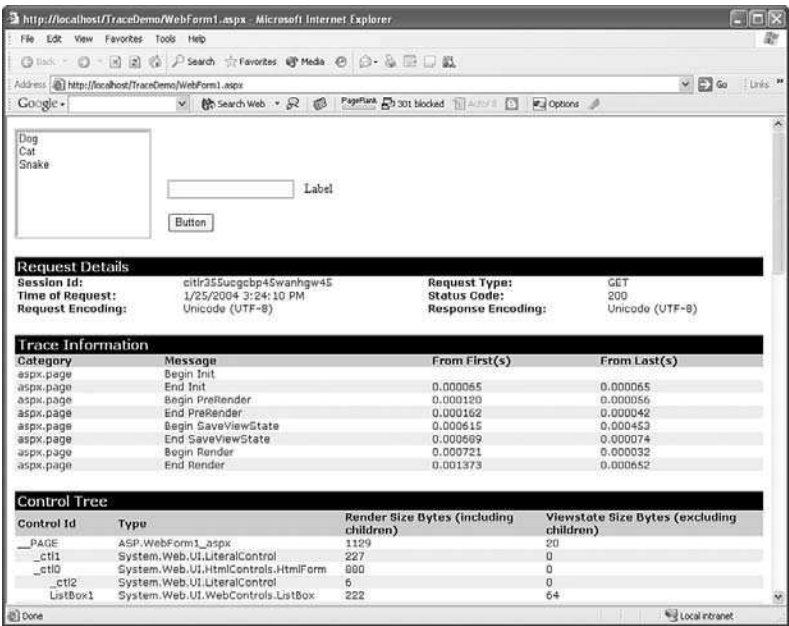 http://localhost/TraceDemo/WebForm1.aspx - Microsoft Internet Explorer
File Edit View Favorites Tools Help
Back Search Favorites Media
Address http://localhost/TraceDemo/WebForm1.aspx Go Links »
Google Search Web PageRank 301 blocked AutoFill Options
Dog
Cat
Snake
Label
Button
Request Details
Session Id: Request Type: GET
Time of Request: 1/25/2004 3:24:10 PM Status Code: 200
Request Encoding: Unicode (UTF-8) Response Encoding: Unicode (UTF-8)
Trace Information
Category Message From First(s) From Last(s)
aspx.page Begin Init
aspx.page End Init 0.000065 0.000065
aspx.page Begin PreRender 0.000120 0.000056
aspx.page End PreRender 0.000162 0.000042
aspx.page Begin SaveViewState 0.000615 0.000453
aspx.page End SaveViewState 0.000689 0.000074
aspx.page Begin Render 0.000721 0.000032
aspx.page End Render 0.001373 0.000652
Control Tree
Control Id Type Render Size Bytes (including children) Viewstate Size Bytes (excluding children)
__PAGE ASP.WebForm1_aspx 1129 20
_ctl1 System.Web.UI.LiteralControl 227 0
_ctl0 System.Web.UI.HtmlControls.HtmlForm 880 0
_ctl2 System.Web.UI.LiteralControl 6 0
ListBox1 System.Web.UI.WebControls.ListBox 222 64
Done Local intranet